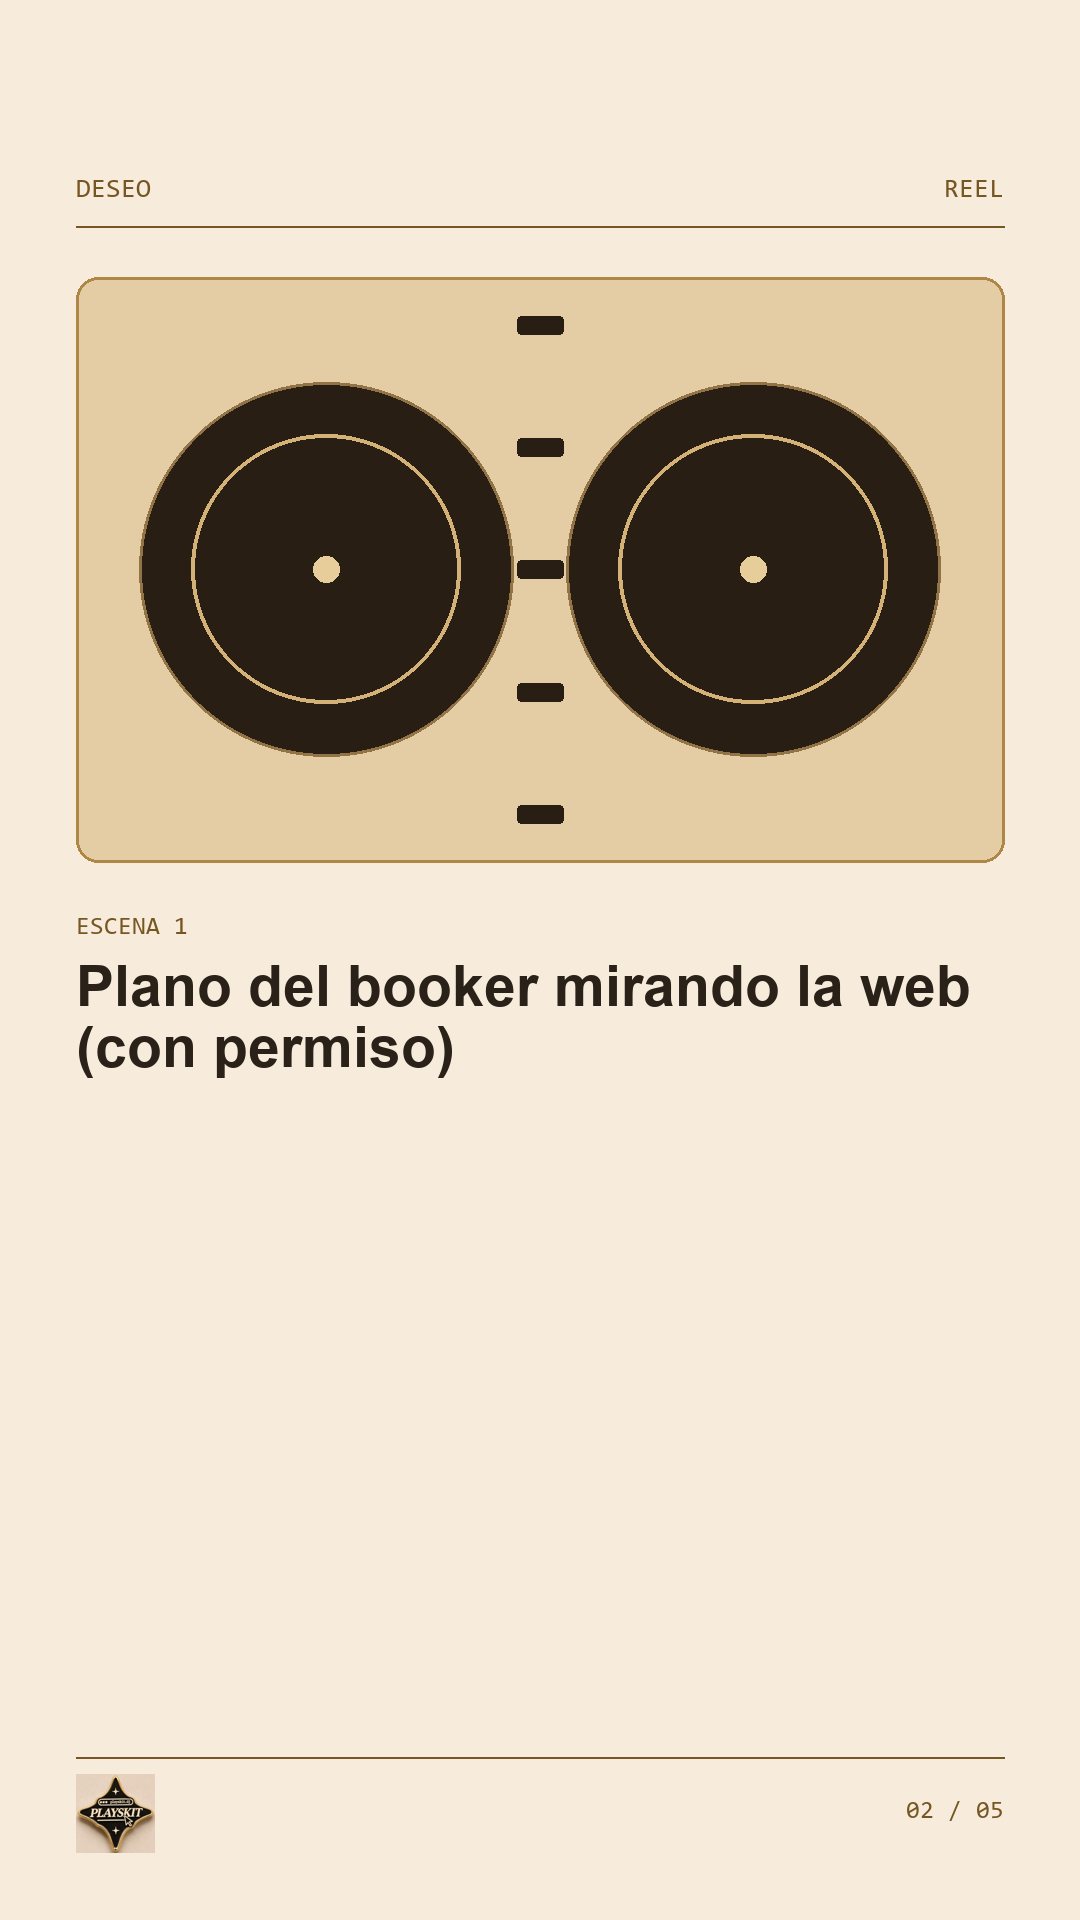 DESEO
REEL
ESCENA 1
Plano del booker mirando la web
(con permiso)
PLAYSKIT
02 / 05